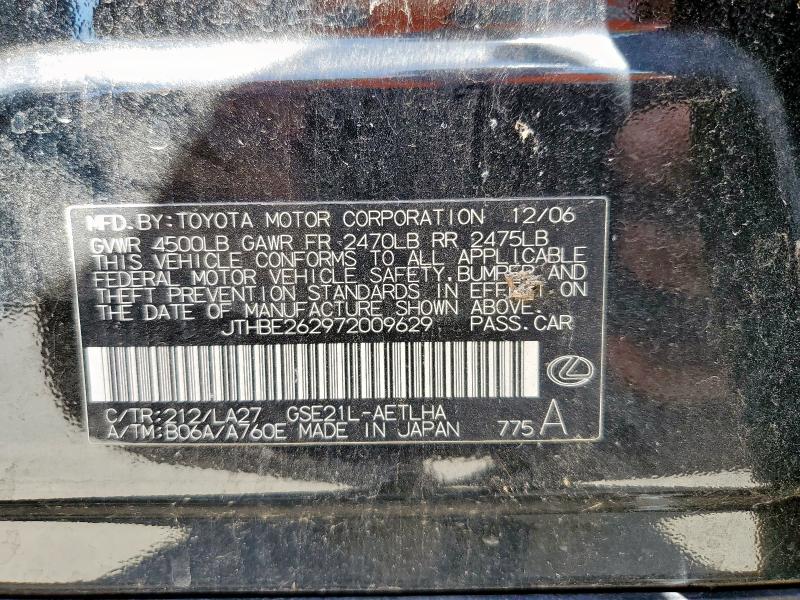 MFD. BY: TOYOTA MOTOR CORPORATION 12/06
GVWR 4500LB GAWR FR 2470LB RR 2475LB
THIS VEHICLE CONFORMS TO ALL APPLICABLE
FEDERAL MOTOR VEHICLE SAFETY, BUMPER, AND
THEFT PREVENTION STANDARDS IN EFFECT ON
THE DATE OF MANUFACTURE SHOWN ABOVE.
JTHBE262972009629 PASS. CAR
C/TR: 212/LA27 GSE21L-AETLHA
A/TM: B06A/A760E MADE IN JAPAN 775 A